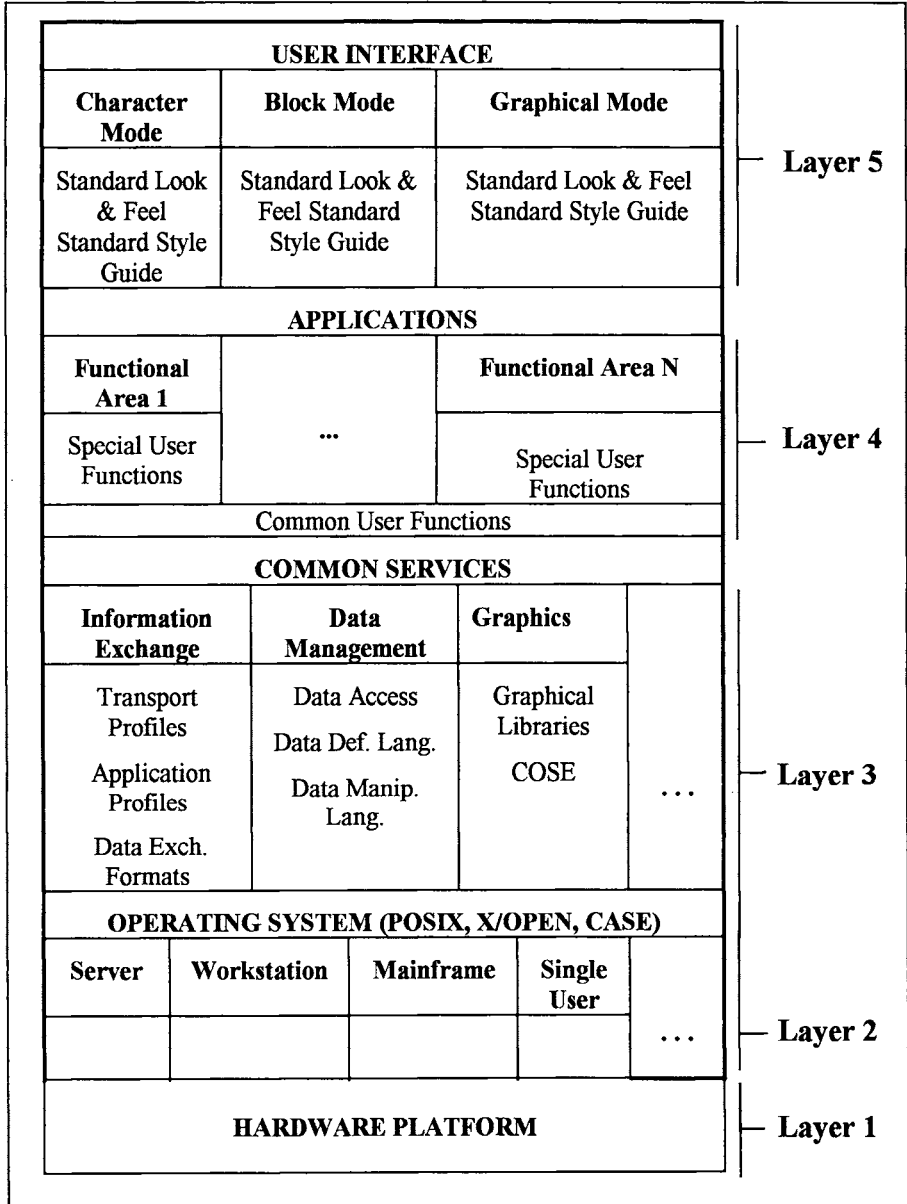 USER INTERFACE
Character
Mode
Block Mode
Graphical Mode
Standard Look
& Feel
Standard Style
Guide
Standard Look &
Feel Standard
Style Guide
Standard Look & Feel
Standard Style Guide
Layer 5
APPLICATIONS
Functional
Area 1
...
Functional Area N
Special User
Functions
Special User
Functions
Common User Functions
Layer 4
COMMON SERVICES
Information
Exchange
Data
Management
Graphics
Transport
Profiles
Application
Profiles
Data Exch.
Formats
Data Access
Data Def. Lang.
Data Manip.
Lang.
Graphical
Libraries
COSE
...
Layer 3
OPERATING SYSTEM (POSIX, X/OPEN, CASE)
Server
Workstation
Mainframe
Single
User
...
Layer 2
HARDWARE PLATFORM
Layer 1